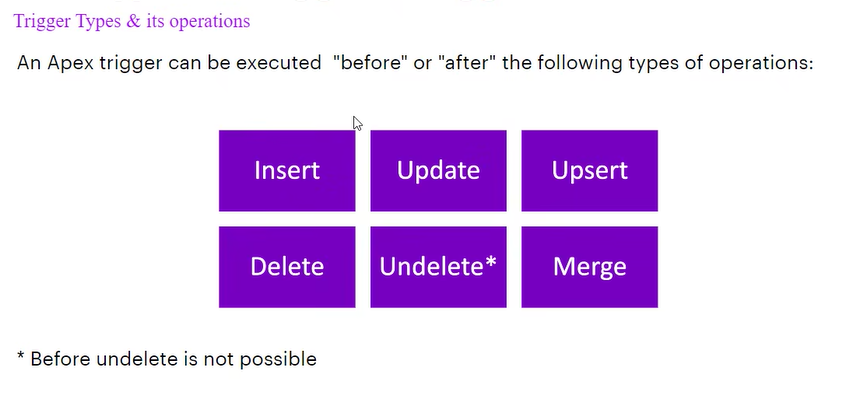 Trigger Types & its operations
An Apex trigger can be executed "before" or "after" the following types of operations:
Insert Update Upsert
Delete Undelete* Merge
* Before undelete is not possible